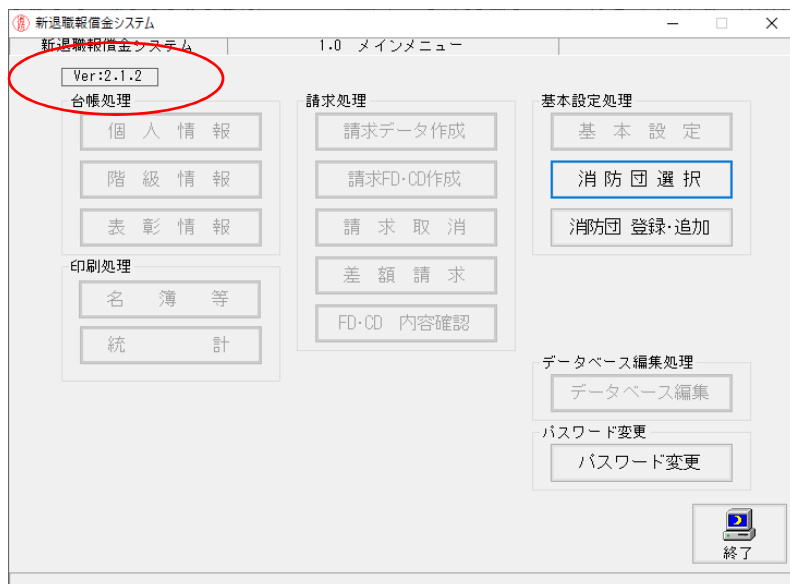 新退職報償金システム
新退職報償金システム 1.0 メインメニュー
Ver:2.1.2
台帳処理
個人情報
階級情報
表彰情報
印刷処理
名簿等
統計
請求処理
請求データ作成
請求FD･CD作成
請求取消
差額請求
FD･CD 内容確認
基本設定処理
基本設定
消防団選択
消防団 登録･追加
データベース編集処理
データベース編集
パスワード変更
パスワード変更
終了